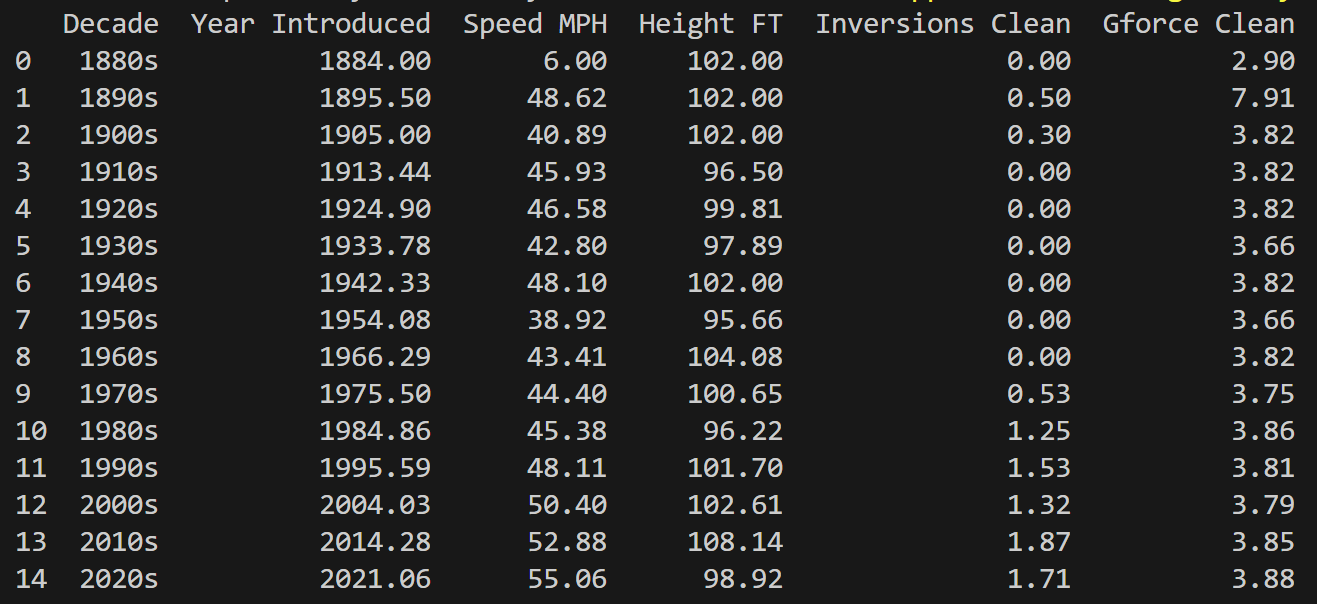 Decade Year Introduced Speed MPH Height FT Inversions Clean Gforce Clean
0 1880s 1884.00 6.00 102.00 0.00 2.90
1 1890s 1895.50 48.62 102.00 0.50 7.91
2 1900s 1905.00 40.89 102.00 0.30 3.82
3 1910s 1913.44 45.93 96.50 0.00 3.82
4 1920s 1924.90 46.58 99.81 0.00 3.82
5 1930s 1933.78 42.80 97.89 0.00 3.66
6 1940s 1942.33 48.10 102.00 0.00 3.82
7 1950s 1954.08 38.92 95.66 0.00 3.66
8 1960s 1966.29 43.41 104.08 0.00 3.82
9 1970s 1975.50 44.40 100.65 0.53 3.75
10 1980s 1984.86 45.38 96.22 1.25 3.86
11 1990s 1995.59 48.11 101.70 1.53 3.81
12 2000s 2004.03 50.40 102.61 1.32 3.79
13 2010s 2014.28 52.88 108.14 1.87 3.85
14 2020s 2021.06 55.06 98.92 1.71 3.88